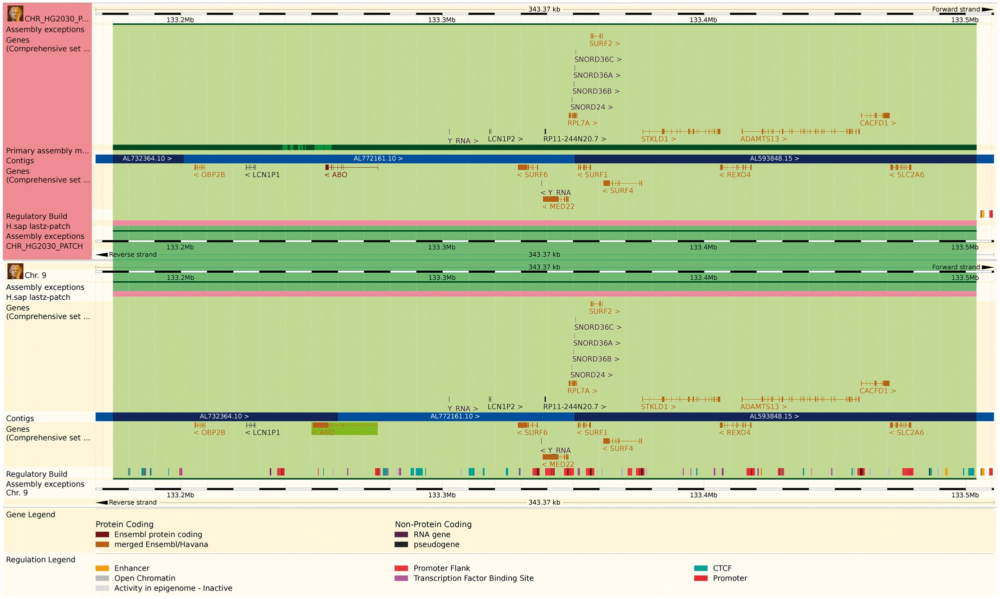 343.37 kb Forward strand
CHR_HG2030_P... 133.2Mb 133.3Mb 133.4Mb 133.5Mb
Assembly exceptions
Genes
(Comprehensive set ...
SURF2 >
SNORD36C >
SNORD36A >
SNORD36B >
SNORD24 >
RPL7A > CACFD1 >
Y_RNA > LCN1P2 > RP11-244N20.7 > STKLD1 > ADAMTS13 >
Primary assembly m...
Contigs AL732364.10 > AL772161.10 > AL593848.15 >
Genes
(Comprehensive set ...
< OBP2B < LCN1P1 < ABO < SURF6 < SURF1 < REXO4 < SLC2A6
< Y_RNA < SURF4
< MED22
Regulatory Build
H.sap lastz-patch
Assembly exceptions
CHR_HG2030_PATCH 133.2Mb 133.3Mb 133.4Mb 133.5Mb
Reverse strand 343.37 kb
343.37 kb Forward strand
Chr. 9 133.2Mb 133.3Mb 133.4Mb 133.5Mb
Assembly exceptions
H.sap lastz-patch
Genes
(Comprehensive set ...
SURF2 >
SNORD36C >
SNORD36A >
SNORD36B >
SNORD24 >
RPL7A > CACFD1 >
Y_RNA > LCN1P2 > RP11-244N20.7 > STKLD1 > ADAMTS13 >
Contigs AL732364.10 > AL772161.10 > AL593848.15 >
Genes
(Comprehensive set ...
< OBP2B < LCN1P1 < ABO < SURF6 < SURF1 < REXO4 < SLC2A6
< Y_RNA < SURF4
< MED22
Regulatory Build
Assembly exceptions
Chr. 9 133.2Mb 133.3Mb 133.4Mb 133.5Mb
Reverse strand 343.37 kb
Gene Legend
Protein Coding Non-Protein Coding
Ensembl protein coding RNA gene
merged Ensembl/Havana pseudogene
Regulation Legend
Enhancer Promoter Flank CTCF
Open Chromatin Transcription Factor Binding Site Promoter
Activity in epigenome - Inactive